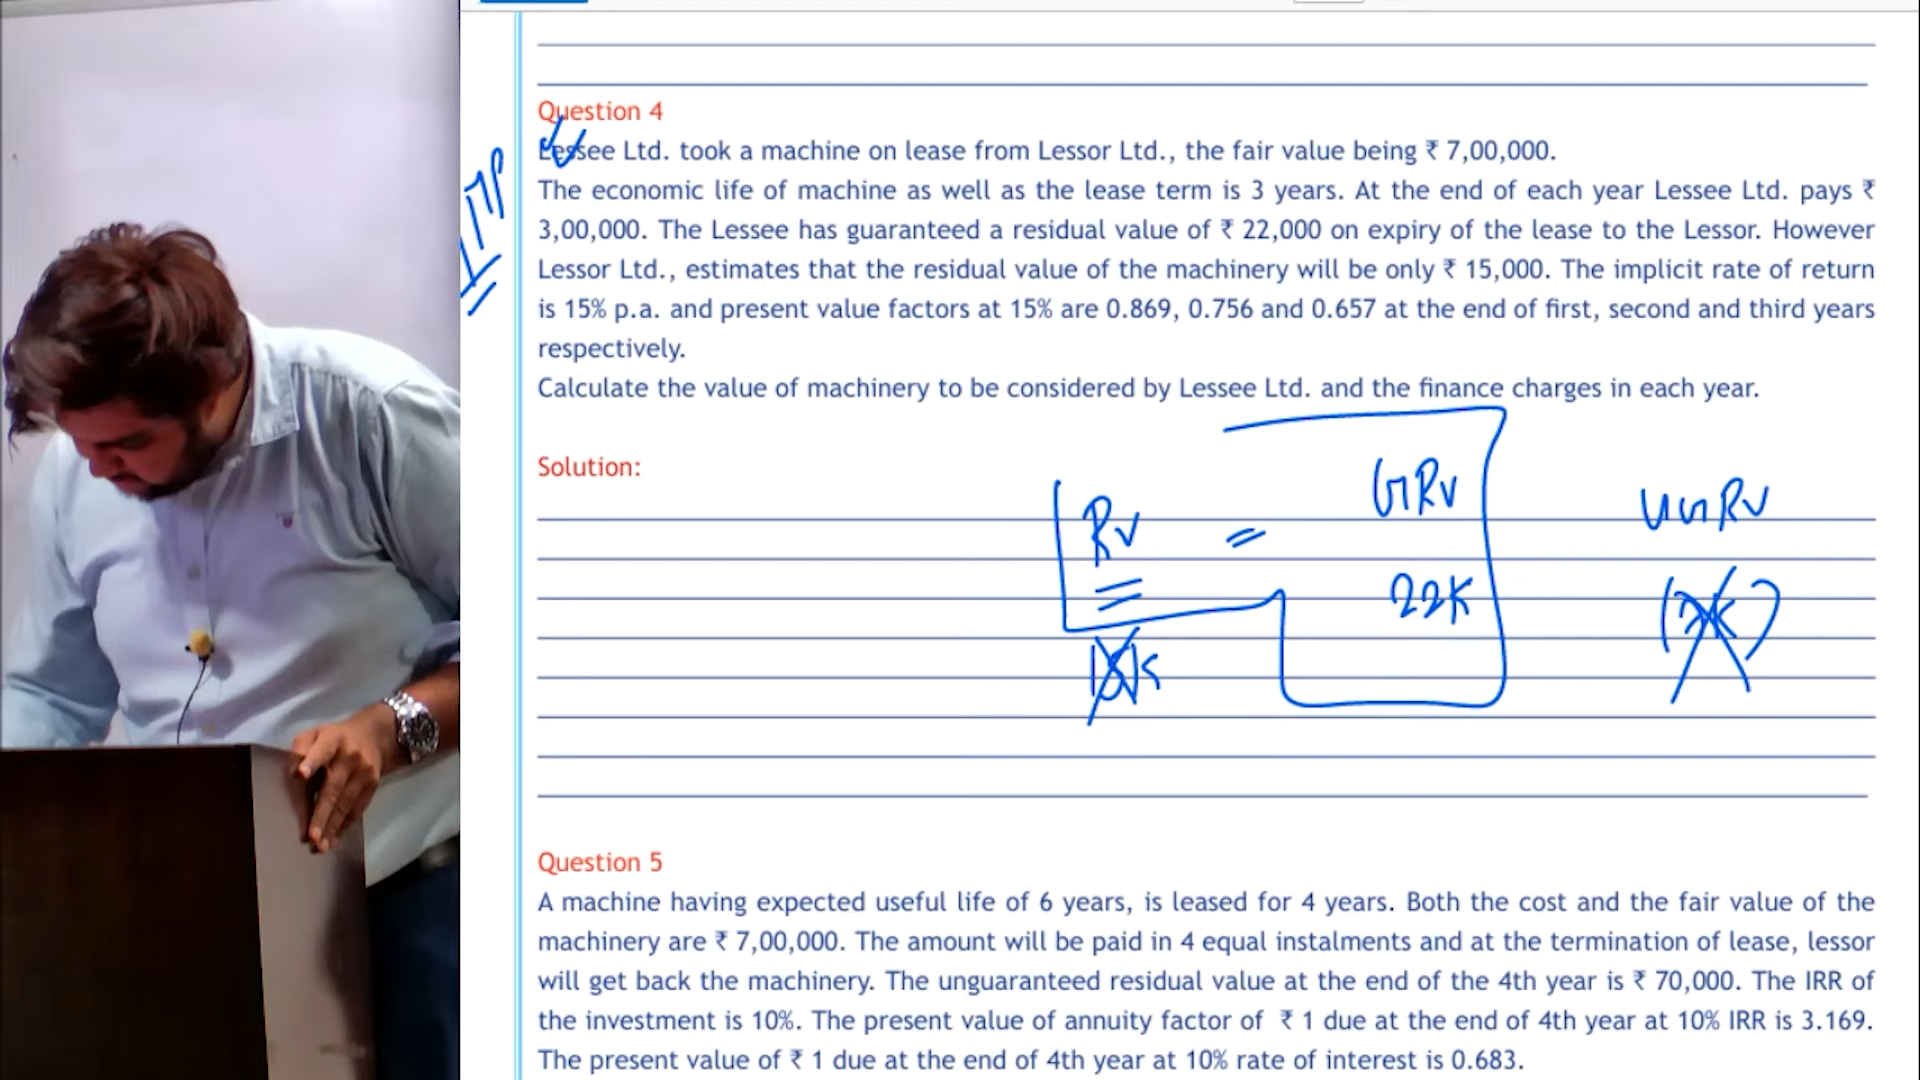 Question 4
Lessee Ltd. took a machine on lease from Lessor Ltd., the fair value being ₹ 7,00,000.
The economic life of machine as well as the lease term is 3 years. At the end of each year Lessee Ltd. pays ₹
3,00,000. The Lessee has guaranteed a residual value of ₹ 22,000 on expiry of the lease to the Lessor. However
Lessor Ltd., estimates that the residual value of the machinery will be only ₹ 15,000. The implicit rate of return
is 15% p.a. and present value factors at 15% are 0.869, 0.756 and 0.657 at the end of first, second and third years
respectively.
Calculate the value of machinery to be considered by Lessee Ltd. and the finance charges in each year.
IMP
Solution:
RV = GRV UGRV
22K (7K)
15K
Question 5
A machine having expected useful life of 6 years, is leased for 4 years. Both the cost and the fair value of the
machinery are ₹ 7,00,000. The amount will be paid in 4 equal instalments and at the termination of lease, lessor
will get back the machinery. The unguaranteed residual value at the end of the 4th year is ₹ 70,000. The IRR of
the investment is 10%. The present value of annuity factor of ₹ 1 due at the end of 4th year at 10% IRR is 3.169.
The present value of ₹ 1 due at the end of 4th year at 10% rate of interest is 0.683.